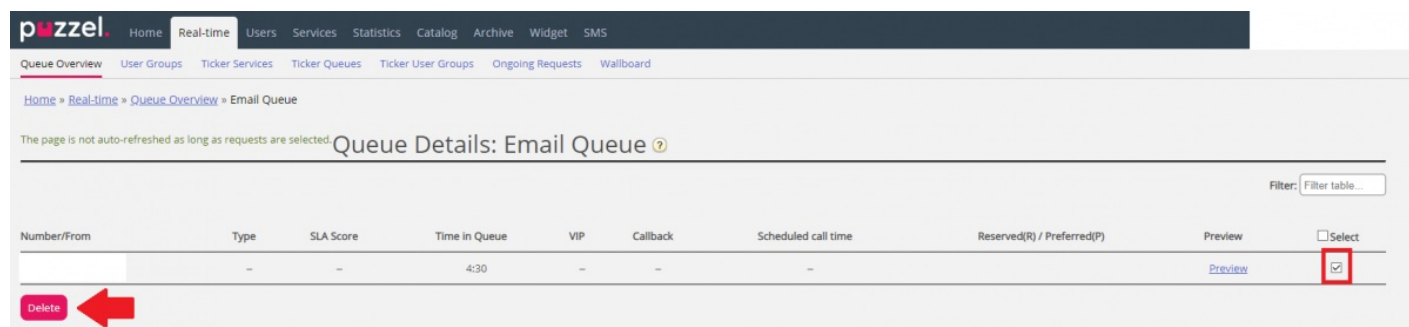 puzzel. Home Real-time Users Services Statistics Catalog Archive Widget SMS
Queue Overview User Groups Ticker Services Ticker Queues Ticker User Groups Ongoing Requests Wallboard
Home » Real-time » Queue Overview » Email Queue
The page is not auto-refreshed as long as requests are selected. Queue Details: Email Queue ?
Filter: Filter table...
Number/From Type SLA Score Time in Queue VIP Callback Scheduled call time Reserved(R) / Preferred(P) Preview Select
– – 4:30 – – – Preview
Delete